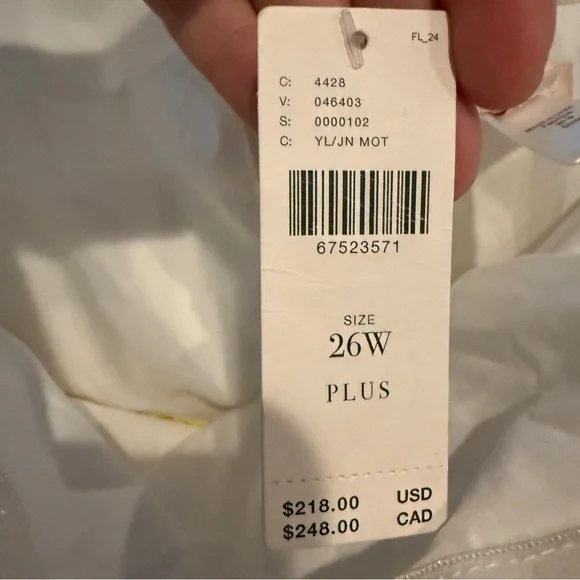 FL_24
C: 4428
V: 046403
S: 0000102
C: YL/JN MOT
67523571
SIZE
26W
PLUS
$218.00 USD
$248.00 CAD